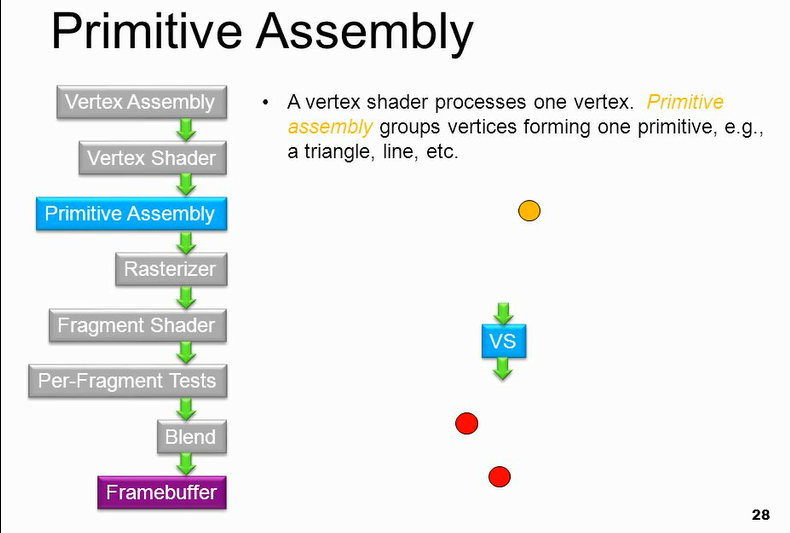 Primitive Assembly
Vertex Assembly
Vertex Shader
Primitive Assembly
Rasterizer
Fragment Shader
Per-Fragment Tests
Blend
Framebuffer
• A vertex shader processes one vertex. Primitive
assembly groups vertices forming one primitive, e.g.,
a triangle, line, etc.
VS
28